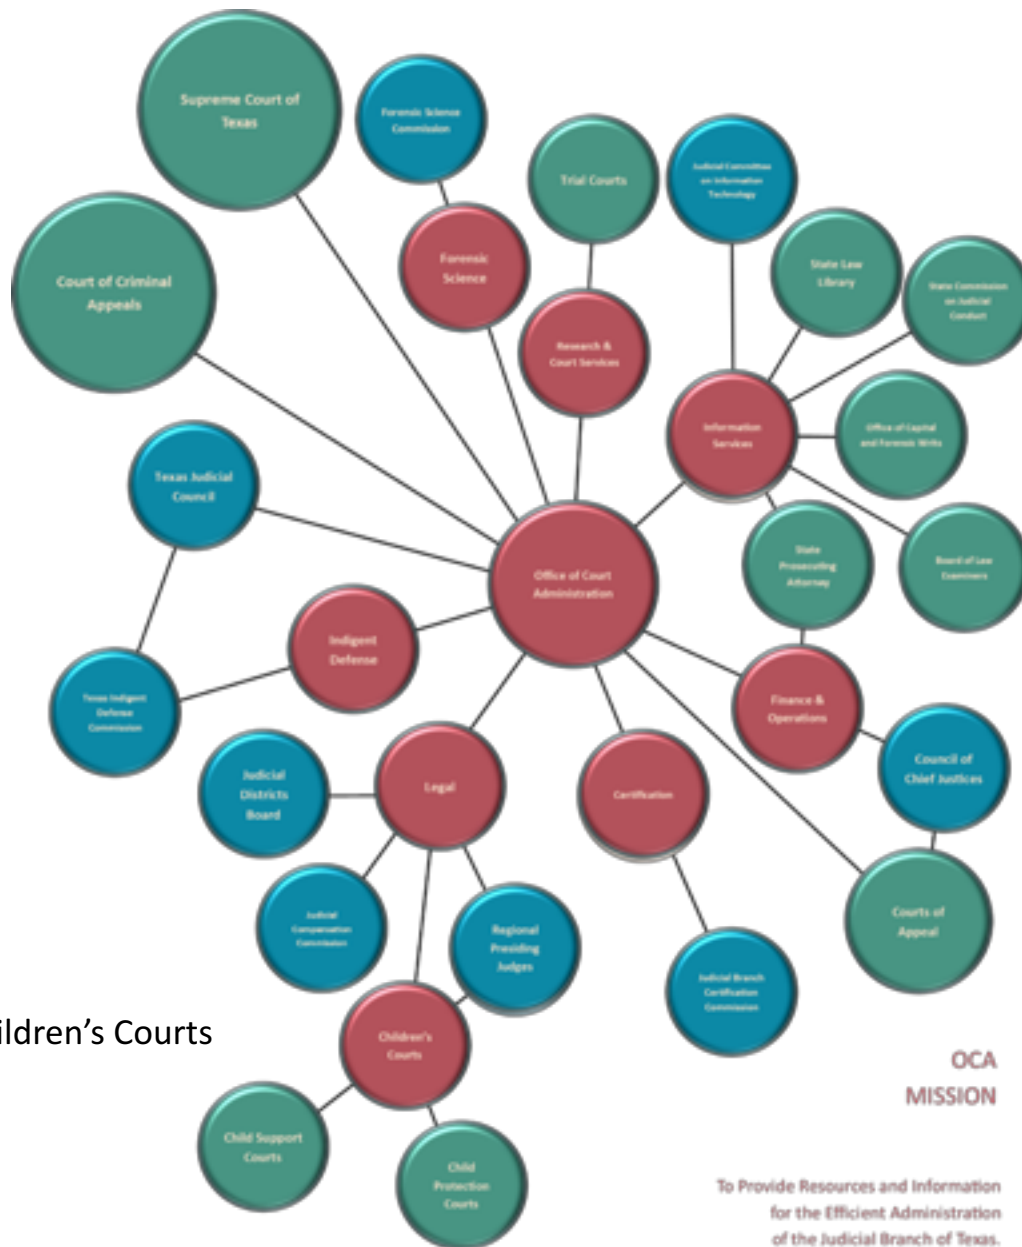 Supreme Court of
Texas
Forensic Science
Commission
Trial Courts
Judicial Committee
on Information
Technology
Court of Criminal
Appeals
Forensic
Science
State Law
Library
State Commission
on Judicial
Conduct
Research &
Court Services
Information
Services
Office of Capital
and Forensic Writs
Texas Judicial
Council
Office of Court
Administration
State
Prosecuting
Attorney
Board of Law
Examiners
Indigent
Defense
Texas Indigent
Defense
Commission
Finance &
Operations
Judicial
Districts
Board
Legal
Certification
Council of
Chief Justices
Judicial
Compensation
Commission
Regional
Presiding
Judges
Courts of
Appeal
Judicial Branch
Certification
Commission
ildren’s Courts
Children's
Courts
Child Support
Courts
Child
Protection
Courts
OCA
MISSION
To Provide Resources and Information
for the Efficient Administration
of the Judicial Branch of Texas.